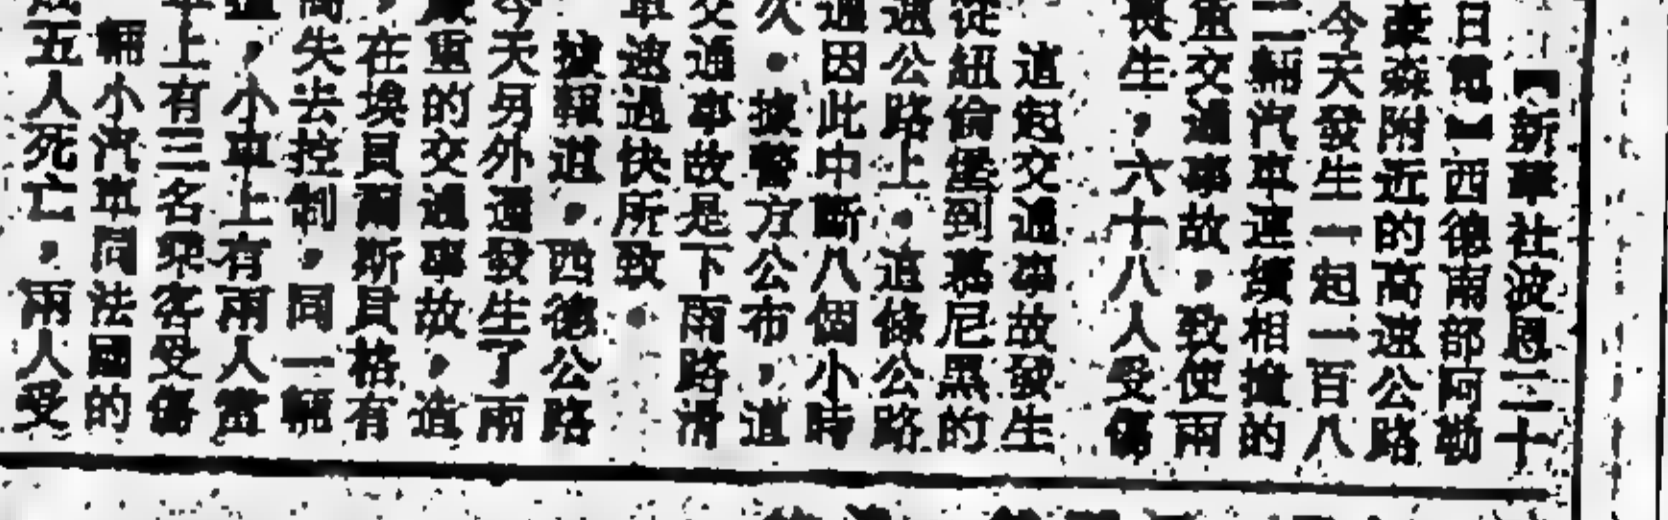 【新華社波恩二十
日電】西德南部阿勒
豪森附近的高速公路
今天發生一起一百八
二輛汽車連續相撞的
重交通事故,致使兩
喪生,六十八人受傷
這起交通事故發生
從紐倫堡到慕尼黑的
速公路上。這條公路
通因此中斷八個小時
久。據警方公布,這
交通事故是下雨路滑
車速過快所致。
據報道。西德公路
今天另外還發生了兩
嚴重的交通事故,這
,在埃貝爾斯貝格有
失去控制,同一輛
,小車上有兩人當
上有三名乘客受傷
輛小汽車同法國的
五人死亡,兩人受